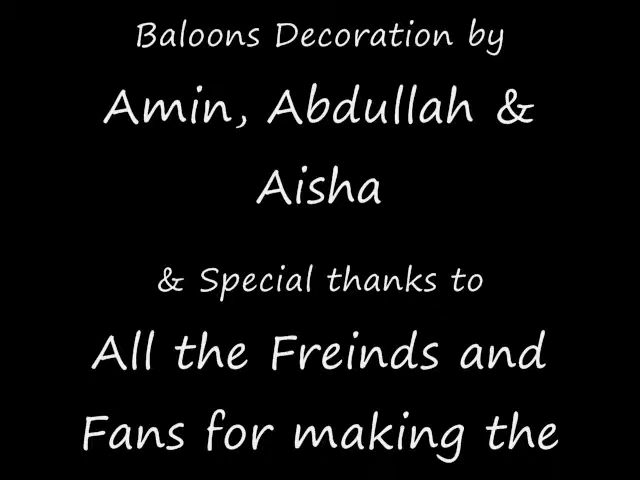 Baloons Decoration by
Amin, Abdullah &
Aisha
& Special thanks to
All the Freinds and
Fans for making the